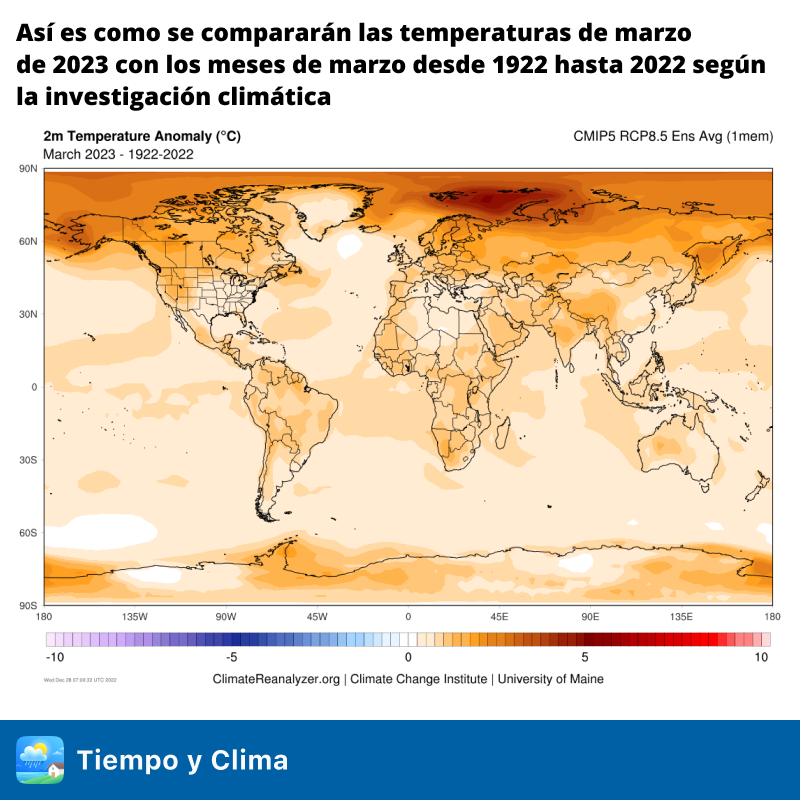 Así es como se compararán las temperaturas de marzo
de 2023 con los meses de marzo desde 1922 hasta 2022 según
la investigación climática
2m Temperature Anomaly (°C)
CMIP5 RCP8.5 Ens Avg (1mem)
March 2023 - 1922-2022
90N
60N
30N
0
30S
60S
90S
180 135W 90W 45W 0 45E 90E 135E 180
-10 -5 0 5 10
Wed Dec 28 07:00:32 UTC 2022
ClimateReanalyzer.org | Climate Change Institute | University of Maine
Tiempo y Clima